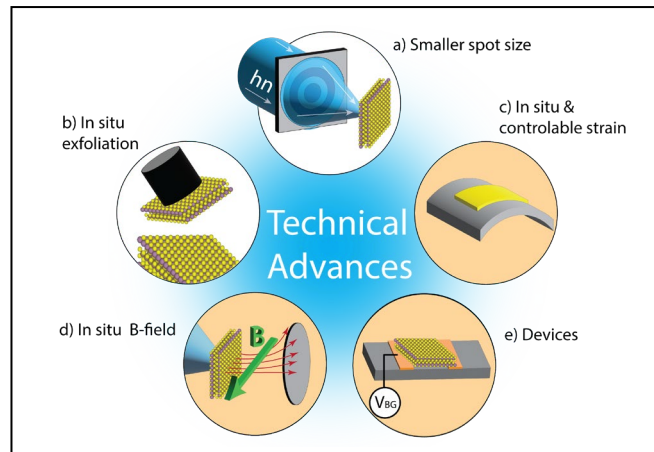 a) Smaller spot size
hn
b) In situ
exfoliation
c) In situ &
controlable strain
Technical
Advances
d) In situ B-field
B
e) Devices
VBG